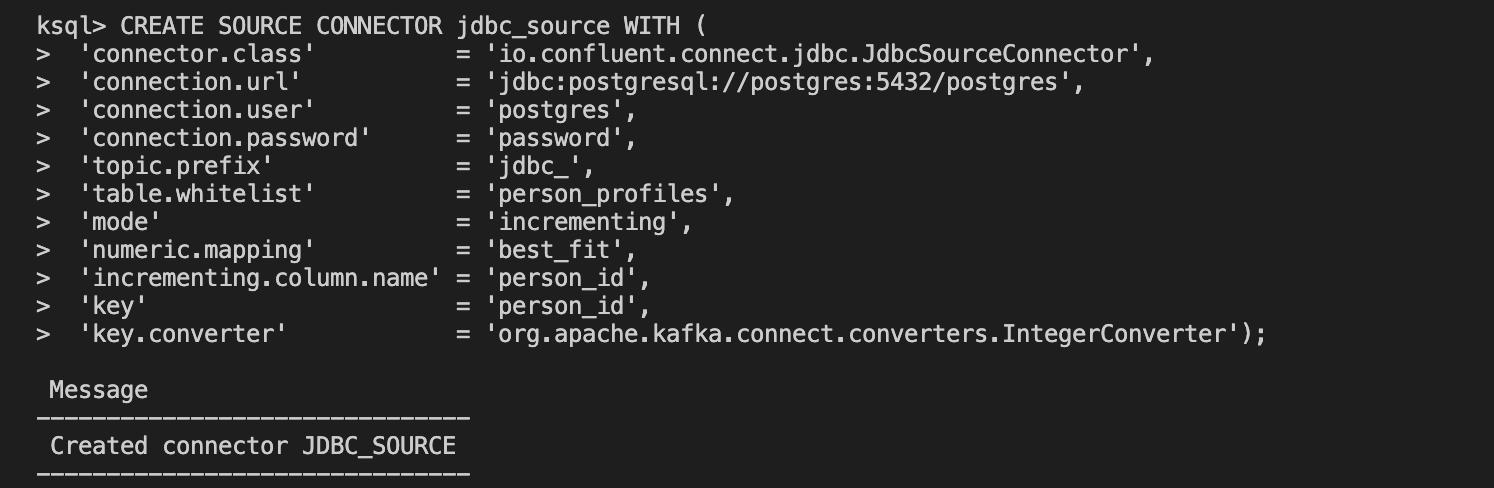 ksql> CREATE SOURCE CONNECTOR jdbc_source WITH (
>  'connector.class'          = 'io.confluent.connect.jdbc.JdbcSourceConnector',
>  'connection.url'           = 'jdbc:postgresql://postgres:5432/postgres',
>  'connection.user'          = 'postgres',
>  'connection.password'      = 'password',
>  'topic.prefix'             = 'jdbc_',
>  'table.whitelist'          = 'person_profiles',
>  'mode'                     = 'incrementing',
>  'numeric.mapping'          = 'best_fit',
>  'incrementing.column.name' = 'person_id',
>  'key'                      = 'person_id',
>  'key.converter'            = 'org.apache.kafka.connect.converters.IntegerConverter');
 Message
-------------------------------
 Created connector JDBC_SOURCE
-------------------------------